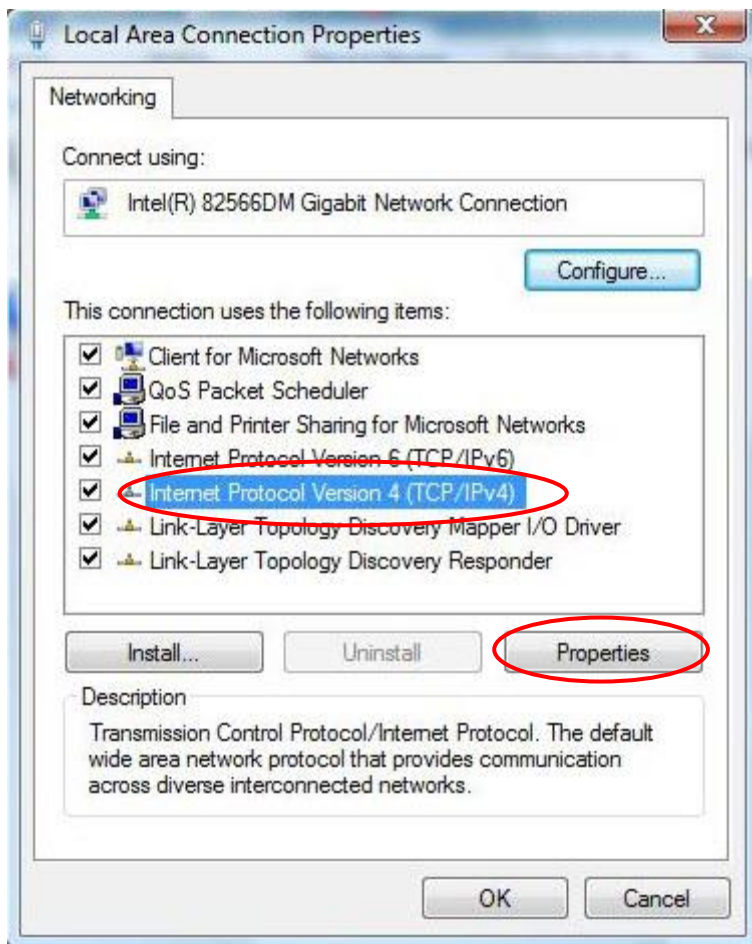 Local Area Connection Properties
Networking
Connect using:
Intel(R) 82566DM Gigabit Network Connection
Configure...
This connection uses the following items:
Client for Microsoft Networks
QoS Packet Scheduler
File and Printer Sharing for Microsoft Networks
Internet Protocol Version 6 (TCP/IPv6)
Internet Protocol Version 4 (TCP/IPv4)
Link-Layer Topology Discovery Mapper I/O Driver
Link-Layer Topology Discovery Responder
Install... Uninstall Properties
Description
Transmission Control Protocol/Internet Protocol. The default
wide area network protocol that provides communication
across diverse interconnected networks.
OK Cancel